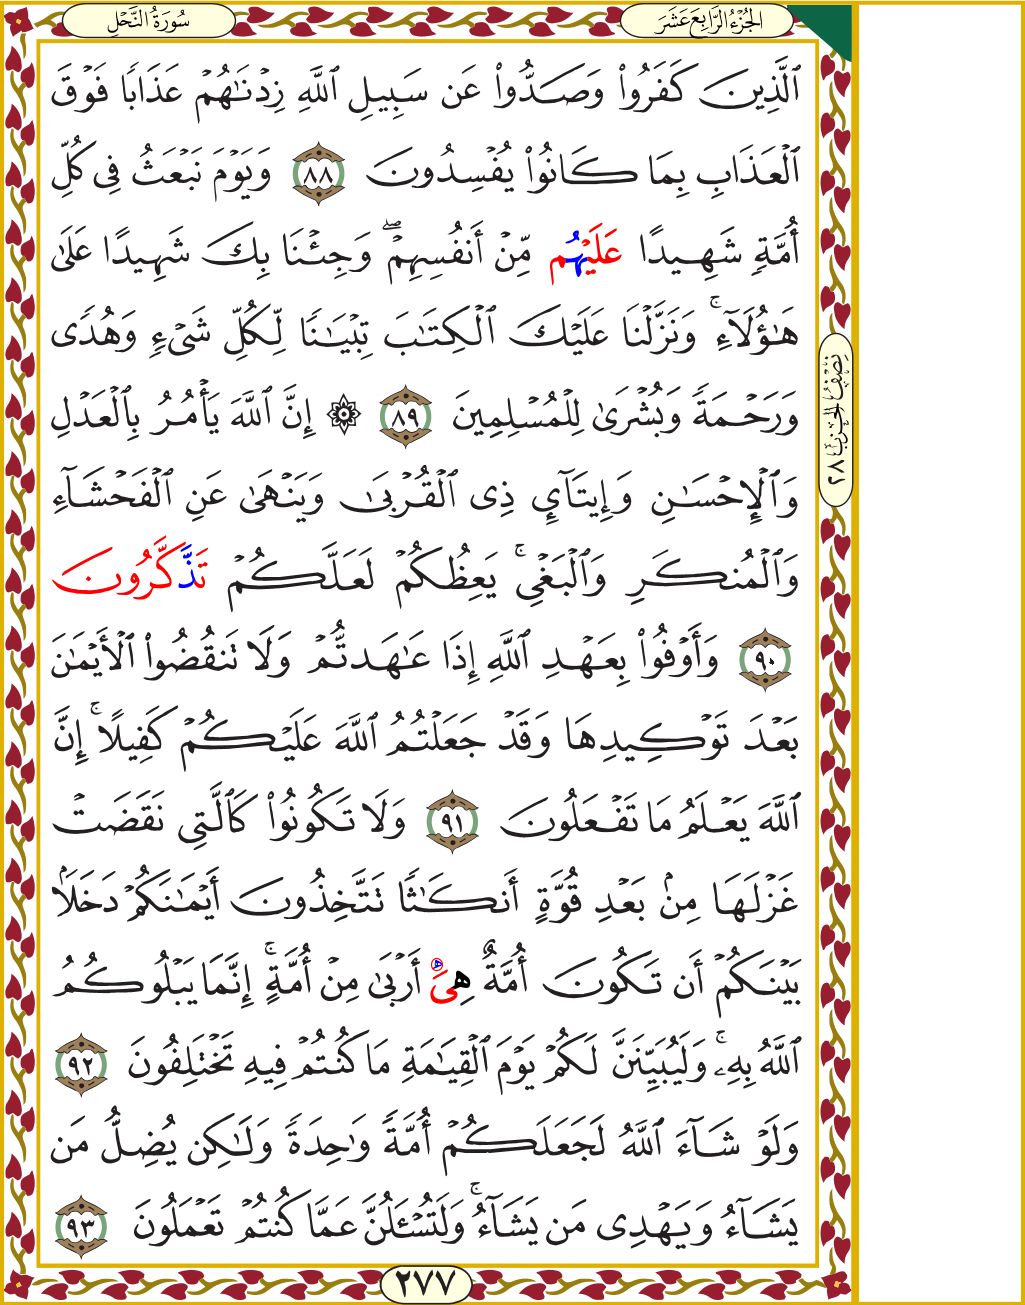 الجُزْءُ الرَّابِعَ عَشَرَ
سُورَةُ النَّحْلِ
ٱلَّذِينَ كَفَرُوا۟ وَصَدُّوا۟ عَن سَبِيلِ ٱللَّهِ زِدْنَـٰهُمْ عَذَابًا فَوْقَ
ٱلْعَذَابِ بِمَا كَانُوا۟ يُفْسِدُونَ ٨٨ وَيَوْمَ نَبْعَثُ فِى كُلِّ
أُمَّةٍ شَهِيدًا عَلَيْهُم مِّنْ أَنفُسِهِمْ ۖ وَجِئْنَا بِكَ شَهِيدًا عَلَىٰ
هَـٰٓؤُلَآءِ ۚ وَنَزَّلْنَا عَلَيْكَ ٱلْكِتَـٰبَ تِبْيَـٰنًا لِّكُلِّ شَىْءٍ وَهُدًى
وَرَحْمَةً وَبُشْرَىٰ لِلْمُسْلِمِينَ ٨٩ ۞ إِنَّ ٱللَّهَ يَأْمُرُ بِٱلْعَدْلِ
وَٱلْإِحْسَـٰنِ وَإِيتَآئِ ذِى ٱلْقُرْبَىٰ وَيَنْهَىٰ عَنِ ٱلْفَحْشَآءِ
وَٱلْمُنكَرِ وَٱلْبَغْىِ ۚ يَعِظُكُمْ لَعَلَّكُمْ تَذَّكَّرُونَ
٩٠ وَأَوْفُوا۟ بِعَهْدِ ٱللَّهِ إِذَا عَـٰهَدتُّمْ وَلَا تَنقُضُوا۟ ٱلْأَيْمَـٰنَ
بَعْدَ تَوْكِيدِهَا وَقَدْ جَعَلْتُمُ ٱللَّهَ عَلَيْكُمْ كَفِيلًا ۚ إِنَّ
ٱللَّهَ يَعْلَمُ مَا تَفْعَلُونَ ٩١ وَلَا تَكُونُوا۟ كَٱلَّتِى نَقَضَتْ
غَزْلَهَا مِنۢ بَعْدِ قُوَّةٍ أَنكَـٰثًا تَتَّخِذُونَ أَيْمَـٰنَكُمْ دَخَلًۢا
بَيْنَكُمْ أَن تَكُونَ أُمَّةٌ هِىَ أَرْبَىٰ مِنْ أُمَّةٍ ۚ إِنَّمَا يَبْلُوكُمُ
ٱللَّهُ بِهِۦ ۚ وَلَيُبَيِّنَنَّ لَكُمْ يَوْمَ ٱلْقِيَـٰمَةِ مَا كُنتُمْ فِيهِ تَخْتَلِفُونَ ٩٢
وَلَوْ شَآءَ ٱللَّهُ لَجَعَلَكُمْ أُمَّةً وَٰحِدَةً وَلَـٰكِن يُضِلُّ مَن
يَشَآءُ وَيَهْدِى مَن يَشَآءُ ۚ وَلَتُسْـَٔلُنَّ عَمَّا كُنتُمْ تَعْمَلُونَ ٩٣
نِصْفُ الْحِزْبِ ٢٨
٢٧٧